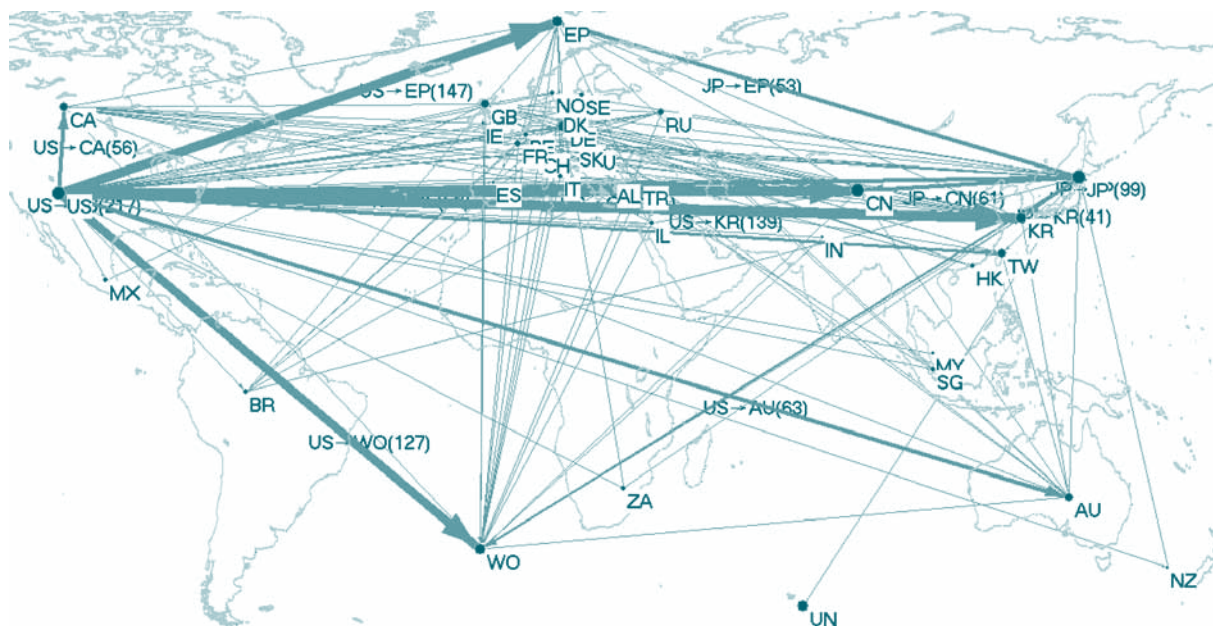 EP
US→EP(147)
JP→EP(53)
NO
SE
GB
CA
DK
DE
RU
IE
US→CA(56)
FR
CH
SK
IT
ES
AL
TR
CN
JP→CN(61)
(99)
US→US(217)
US→KR(139)
KR
KR(41)
IL
IN
TW
HK
MX
MY
SG
BR
US→AU(63)
US→WO(127)
ZA
AU
WO
NZ
UN